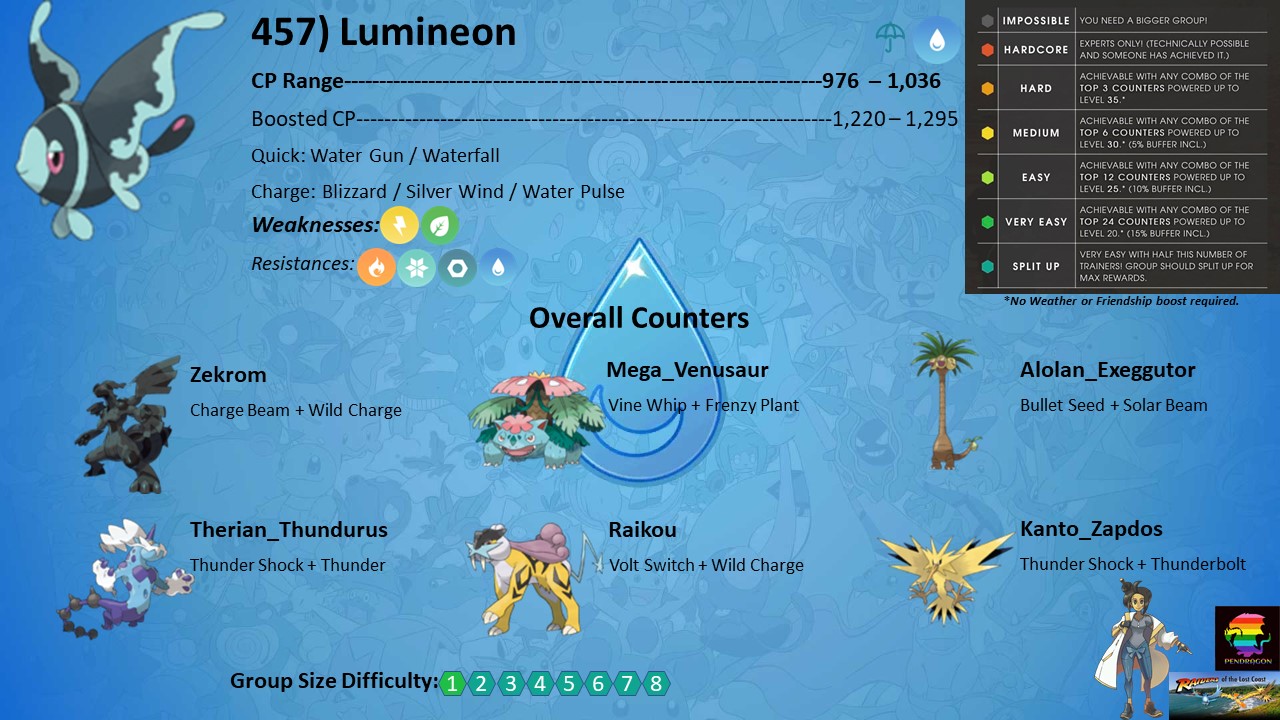 457) Lumineon
CP Range--------------------------------------------------------------------976 – 1,036
Boosted CP--------------------------------------------------------------------1,220 – 1,295
Quick: Water Gun / Waterfall
Charge: Blizzard / Silver Wind / Water Pulse
Weaknesses:
Resistances:
IMPOSSIBLE YOU NEED A BIGGER GROUP!
HARDCORE EXPERTS ONLY! (TECHNICALLY POSSIBLE
AND SOMEONE HAS ACHIEVED IT.)
HARD ACHIEVABLE WITH ANY COMBO OF THE
TOP 3 COUNTERS POWERED UP TO
LEVEL 35.*
MEDIUM ACHIEVABLE WITH ANY COMBO OF THE
TOP 6 COUNTERS POWERED UP TO
LEVEL 30.* (5% BUFFER INCL.)
EASY ACHIEVABLE WITH ANY COMBO OF THE
TOP 12 COUNTERS POWERED UP TO
LEVEL 25.* (10% BUFFER INCL.)
VERY EASY ACHIEVABLE WITH ANY COMBO OF THE
TOP 24 COUNTERS POWERED UP TO
LEVEL 20.* (15% BUFFER INCL.)
SPLIT UP VERY EASY WITH HALF THIS NUMBER OF
TRAINERS! GROUP SHOULD SPLIT UP FOR
MAX REWARDS.
*No Weather or Friendship boost required.
Overall Counters
Zekrom
Charge Beam + Wild Charge
Mega_Venusaur
Vine Whip + Frenzy Plant
Alolan_Exeggutor
Bullet Seed + Solar Beam
Therian_Thundurus
Thunder Shock + Thunder
Raikou
Volt Switch + Wild Charge
Kanto_Zapdos
Thunder Shock + Thunderbolt
Group Size Difficulty: 1 2 3 4 5 6 7 8
PENDRAGON
RAIDERS of the Lost Coast